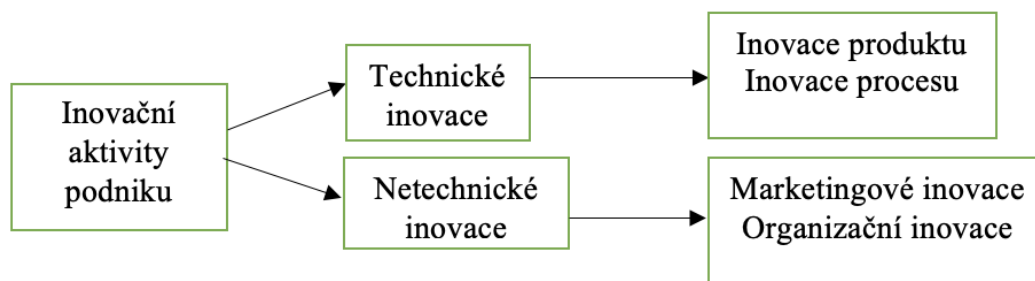 Inovační
aktivity
podniku
Technické
inovace
Inovace produktu
Inovace procesu
Netechnické
inovace
Marketingové inovace
Organizační inovace